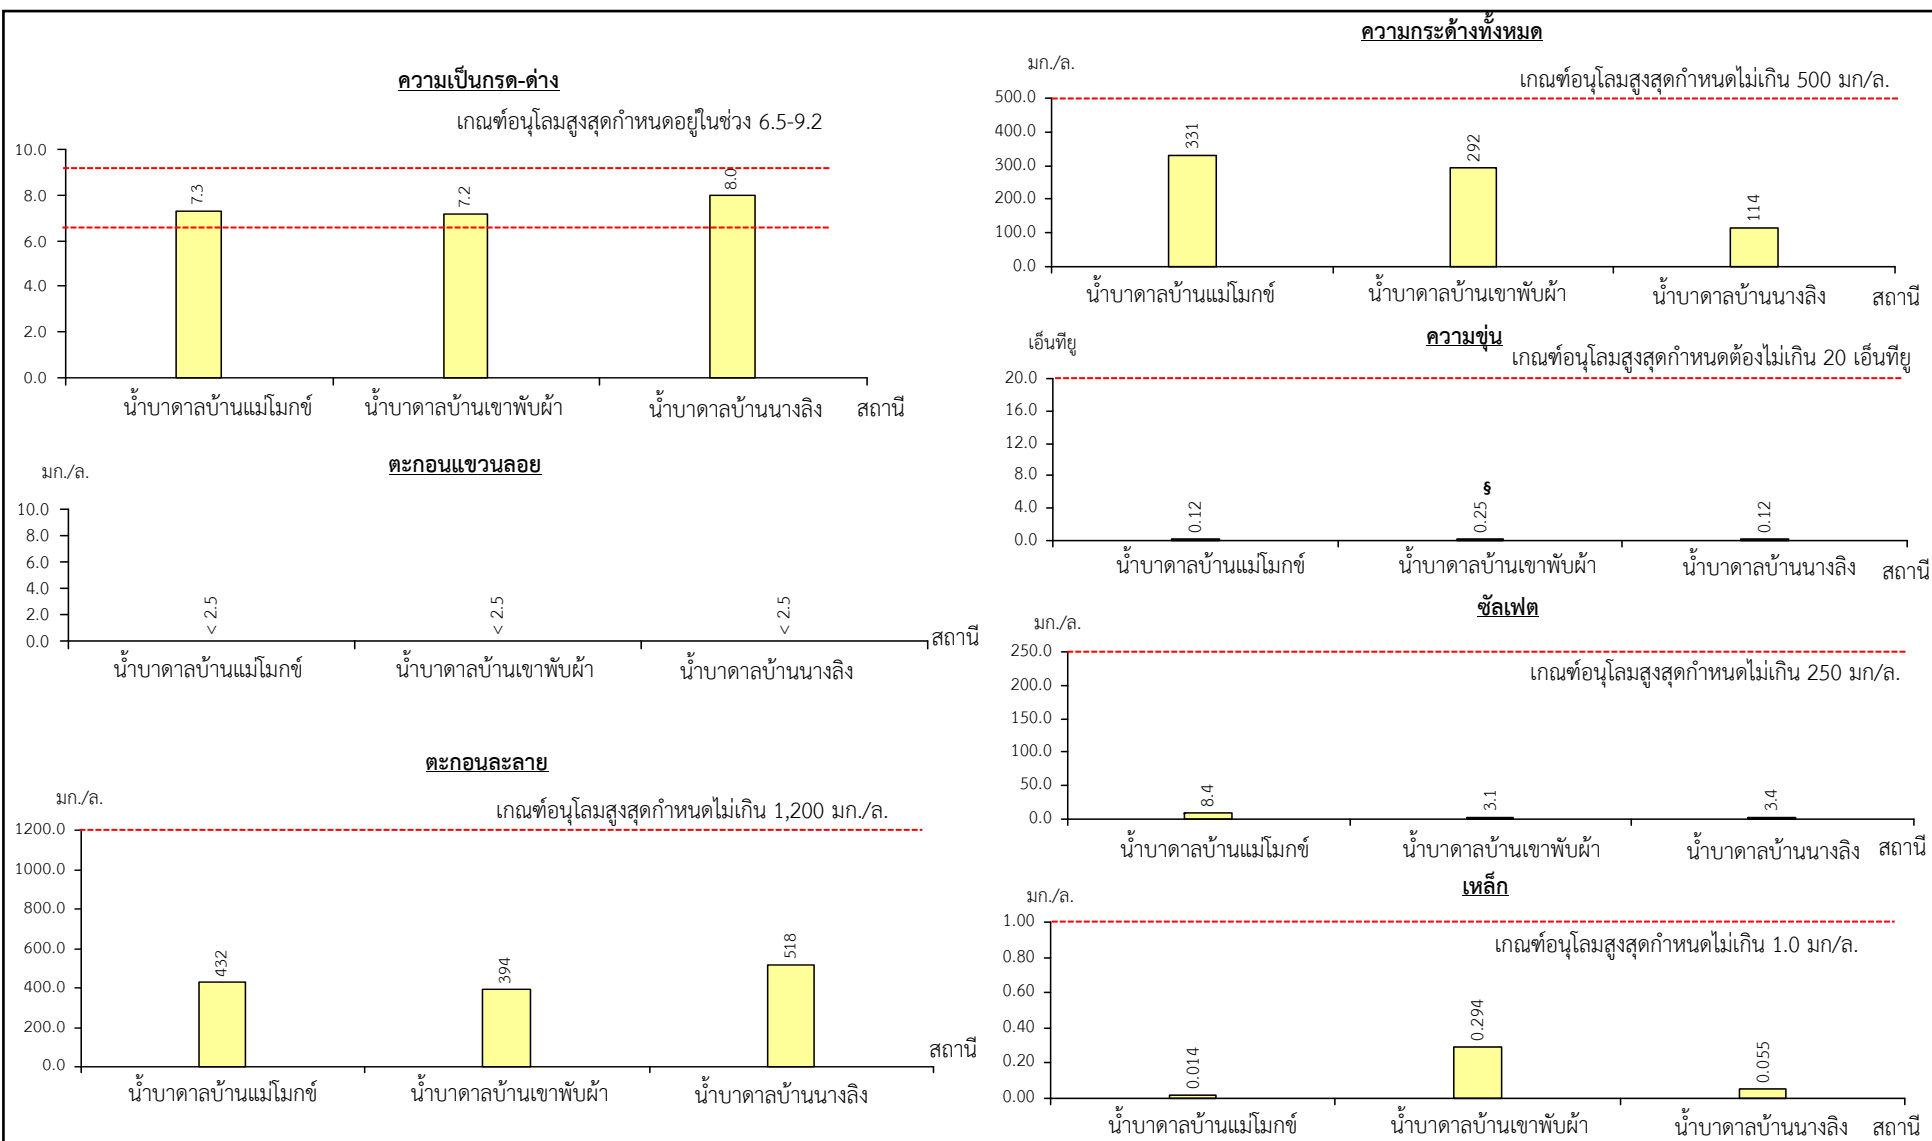 ความเป็นกรด-ด่าง
เกณฑ์อนุโลมสูงสุดกำหนดอยู่ในช่วง 6.5-9.2
10.0
8.0
6.0
4.0
2.0
0.0
7.3
7.2
8.0
น้ำบาดาลบ้านแม่โมกข์
น้ำบาดาลบ้านเขาพับผ้า
น้ำบาดาลบ้านนางลิง
สถานี
ตะกอนแขวนลอย
มก./ล.
10.0
8.0
6.0
4.0
2.0
0.0
< 2.5
< 2.5
< 2.5
น้ำบาดาลบ้านแม่โมกข์
น้ำบาดาลบ้านเขาพับผ้า
น้ำบาดาลบ้านนางลิง
สถานี
ตะกอนละลาย
มก./ล.
เกณฑ์อนุโลมสูงสุดกำหนดไม่เกิน 1,200 มก./ล.
1200.0
1000.0
800.0
600.0
400.0
200.0
0.0
432
394
518
น้ำบาดาลบ้านแม่โมกข์
น้ำบาดาลบ้านเขาพับผ้า
น้ำบาดาลบ้านนางลิง
สถานี
ความกระด้างทั้งหมด
มก./ล.
เกณฑ์อนุโลมสูงสุดกำหนดไม่เกิน 500 มก/ล.
500.0
400.0
300.0
200.0
100.0
0.0
331
292
114
น้ำบาดาลบ้านแม่โมกข์
น้ำบาดาลบ้านเขาพับผ้า
น้ำบาดาลบ้านนางลิง
สถานี
ความขุ่น
เอ็นทียู
เกณฑ์อนุโลมสูงสุดกำหนดต้องไม่เกิน 20 เอ็นทียู
20.0
16.0
12.0
8.0
4.0
0.0
0.12
§
0.25
0.12
น้ำบาดาลบ้านแม่โมกข์
น้ำบาดาลบ้านเขาพับผ้า
น้ำบาดาลบ้านนางลิง
สถานี
ซัลเฟต
มก./ล.
เกณฑ์อนุโลมสูงสุดกำหนดไม่เกิน 250 มก/ล.
250.0
200.0
150.0
100.0
50.0
0.0
8.4
3.1
3.4
น้ำบาดาลบ้านแม่โมกข์
น้ำบาดาลบ้านเขาพับผ้า
น้ำบาดาลบ้านนางลิง
สถานี
เหล็ก
มก./ล.
เกณฑ์อนุโลมสูงสุดกำหนดไม่เกิน 1.0 มก/ล.
1.00
0.80
0.60
0.40
0.20
0.00
0.014
0.294
0.055
น้ำบาดาลบ้านแม่โมกข์
น้ำบาดาลบ้านเขาพับผ้า
น้ำบาดาลบ้านนางลิง
สถานี